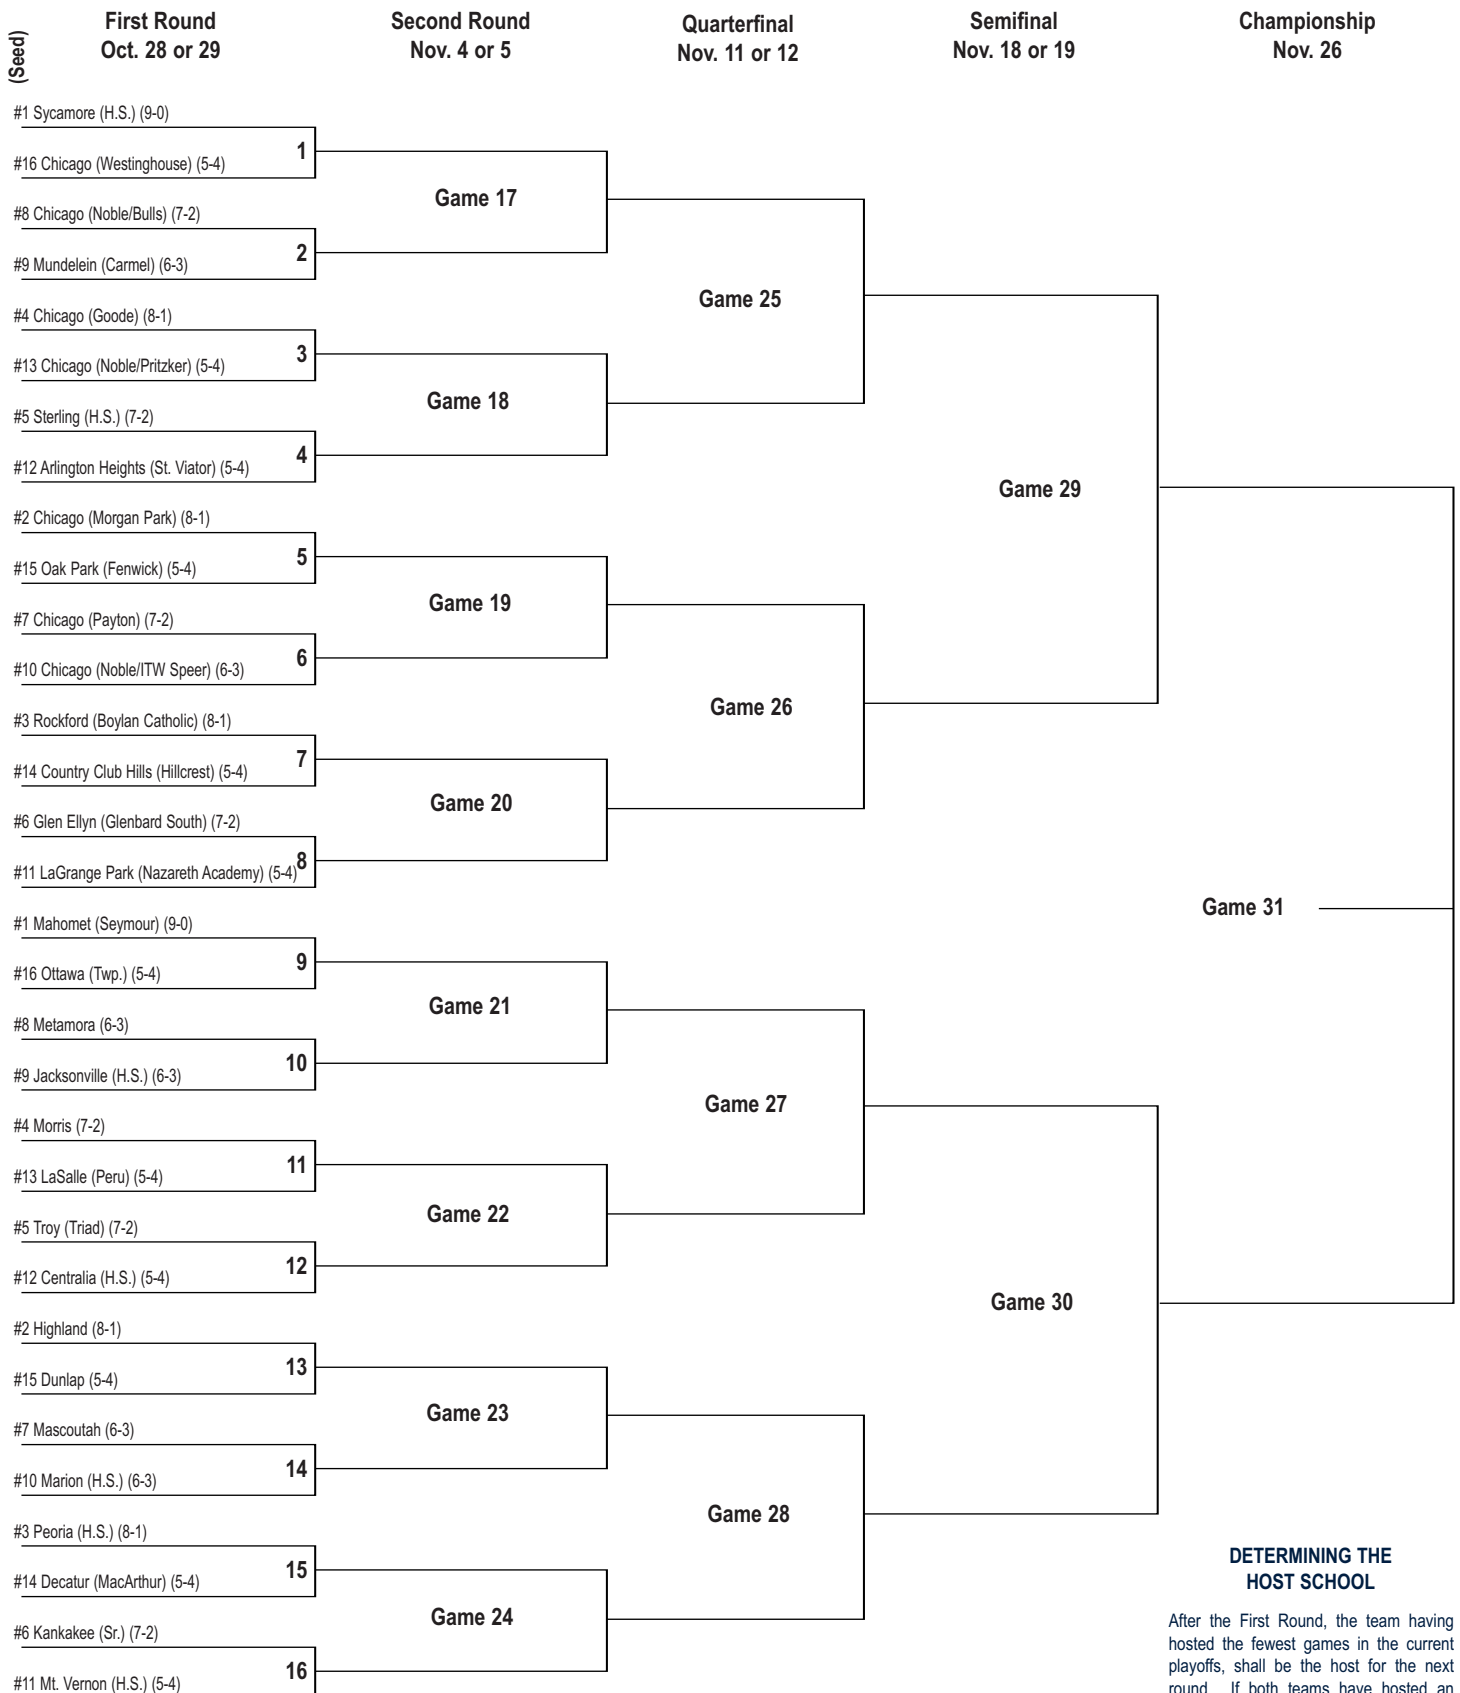 (Seed)
First Round
Oct. 28 or 29
Second Round
Nov. 4 or 5
Quarterfinal
Nov. 11 or 12
Semifinal
Nov. 18 or 19
Championship
Nov. 26
#1 Sycamore (H.S.) (9-0)
1
#16 Chicago (Westinghouse) (5-4)
Game 17
#8 Chicago (Noble/Bulls) (7-2)
2
#9 Mundelein (Carmel) (6-3)
Game 25
#4 Chicago (Goode) (8-1)
3
#13 Chicago (Noble/Pritzker) (5-4)
Game 18
#5 Sterling (H.S.) (7-2)
4
#12 Arlington Heights (St. Viator) (5-4)
Game 29
#2 Chicago (Morgan Park) (8-1)
5
#15 Oak Park (Fenwick) (5-4)
Game 19
#7 Chicago (Payton) (7-2)
6
#10 Chicago (Noble/ITW Speer) (6-3)
Game 26
#3 Rockford (Boylan Catholic) (8-1)
7
#14 Country Club Hills (Hillcrest) (5-4)
Game 20
#6 Glen Ellyn (Glenbard South) (7-2)
8
#11 LaGrange Park (Nazareth Academy) (5-4)
Game 31
#1 Mahomet (Seymour) (9-0)
9
#16 Ottawa (Twp.) (5-4)
Game 21
#8 Metamora (6-3)
10
#9 Jacksonville (H.S.) (6-3)
Game 27
#4 Morris (7-2)
11
#13 LaSalle (Peru) (5-4)
Game 22
#5 Troy (Triad) (7-2)
12
#12 Centralia (H.S.) (5-4)
Game 30
#2 Highland (8-1)
13
#15 Dunlap (5-4)
Game 23
#7 Mascoutah (6-3)
14
#10 Marion (H.S.) (6-3)
Game 28
#3 Peoria (H.S.) (8-1)
15
#14 Decatur (MacArthur) (5-4)
Game 24
#6 Kankakee (Sr.) (7-2)
16
#11 Mt. Vernon (H.S.) (5-4)
DETERMINING THE
HOST SCHOOL
After the First Round, the team having
hosted the fewest games in the current
playoffs, shall be the host for the next
round. If both teams have hosted an